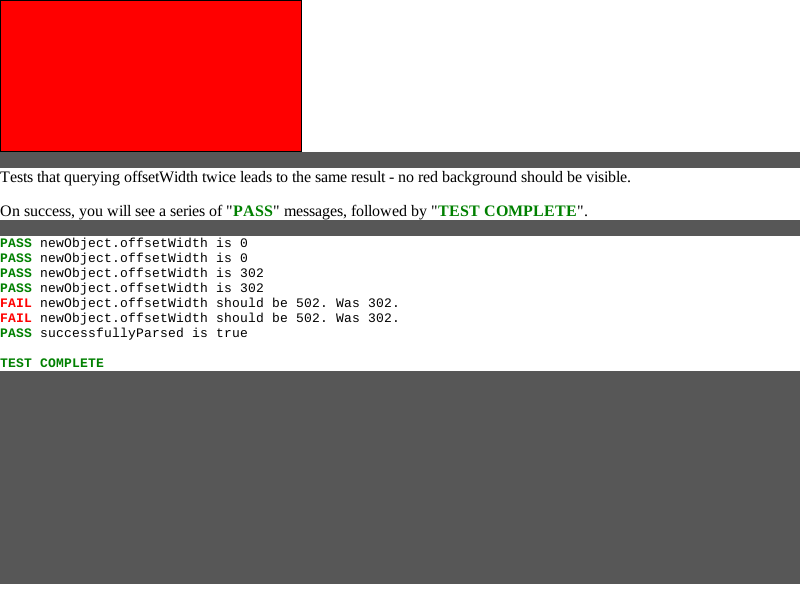 Tests that querying offsetWidth twice leads to the same result - no red background should be visible.
On success, you will see a series of "PASS" messages, followed by "TEST COMPLETE".
PASS newObject.offsetWidth is 0
PASS newObject.offsetWidth is 0
PASS newObject.offsetWidth is 302
PASS newObject.offsetWidth is 302
FAIL newObject.offsetWidth should be 502. Was 302.
FAIL newObject.offsetWidth should be 502. Was 302.
PASS successfullyParsed is true
TEST COMPLETE